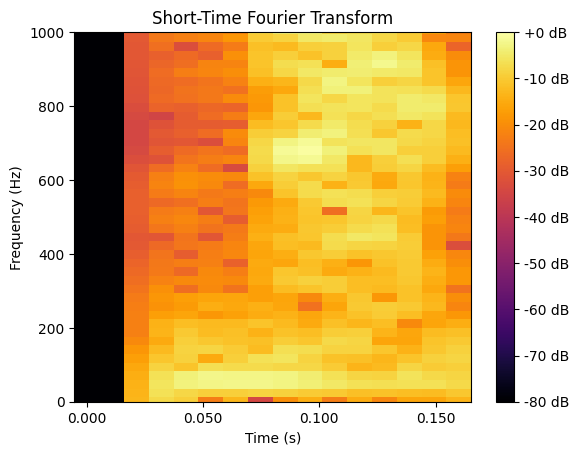 Short-Time Fourier Transform
Frequency (Hz)
1000
800
600
400
200
0
0.000
0.050
0.100
0.150
Time (s)
+0 dB
-10 dB
-20 dB
-30 dB
-40 dB
-50 dB
-60 dB
-70 dB
-80 dB